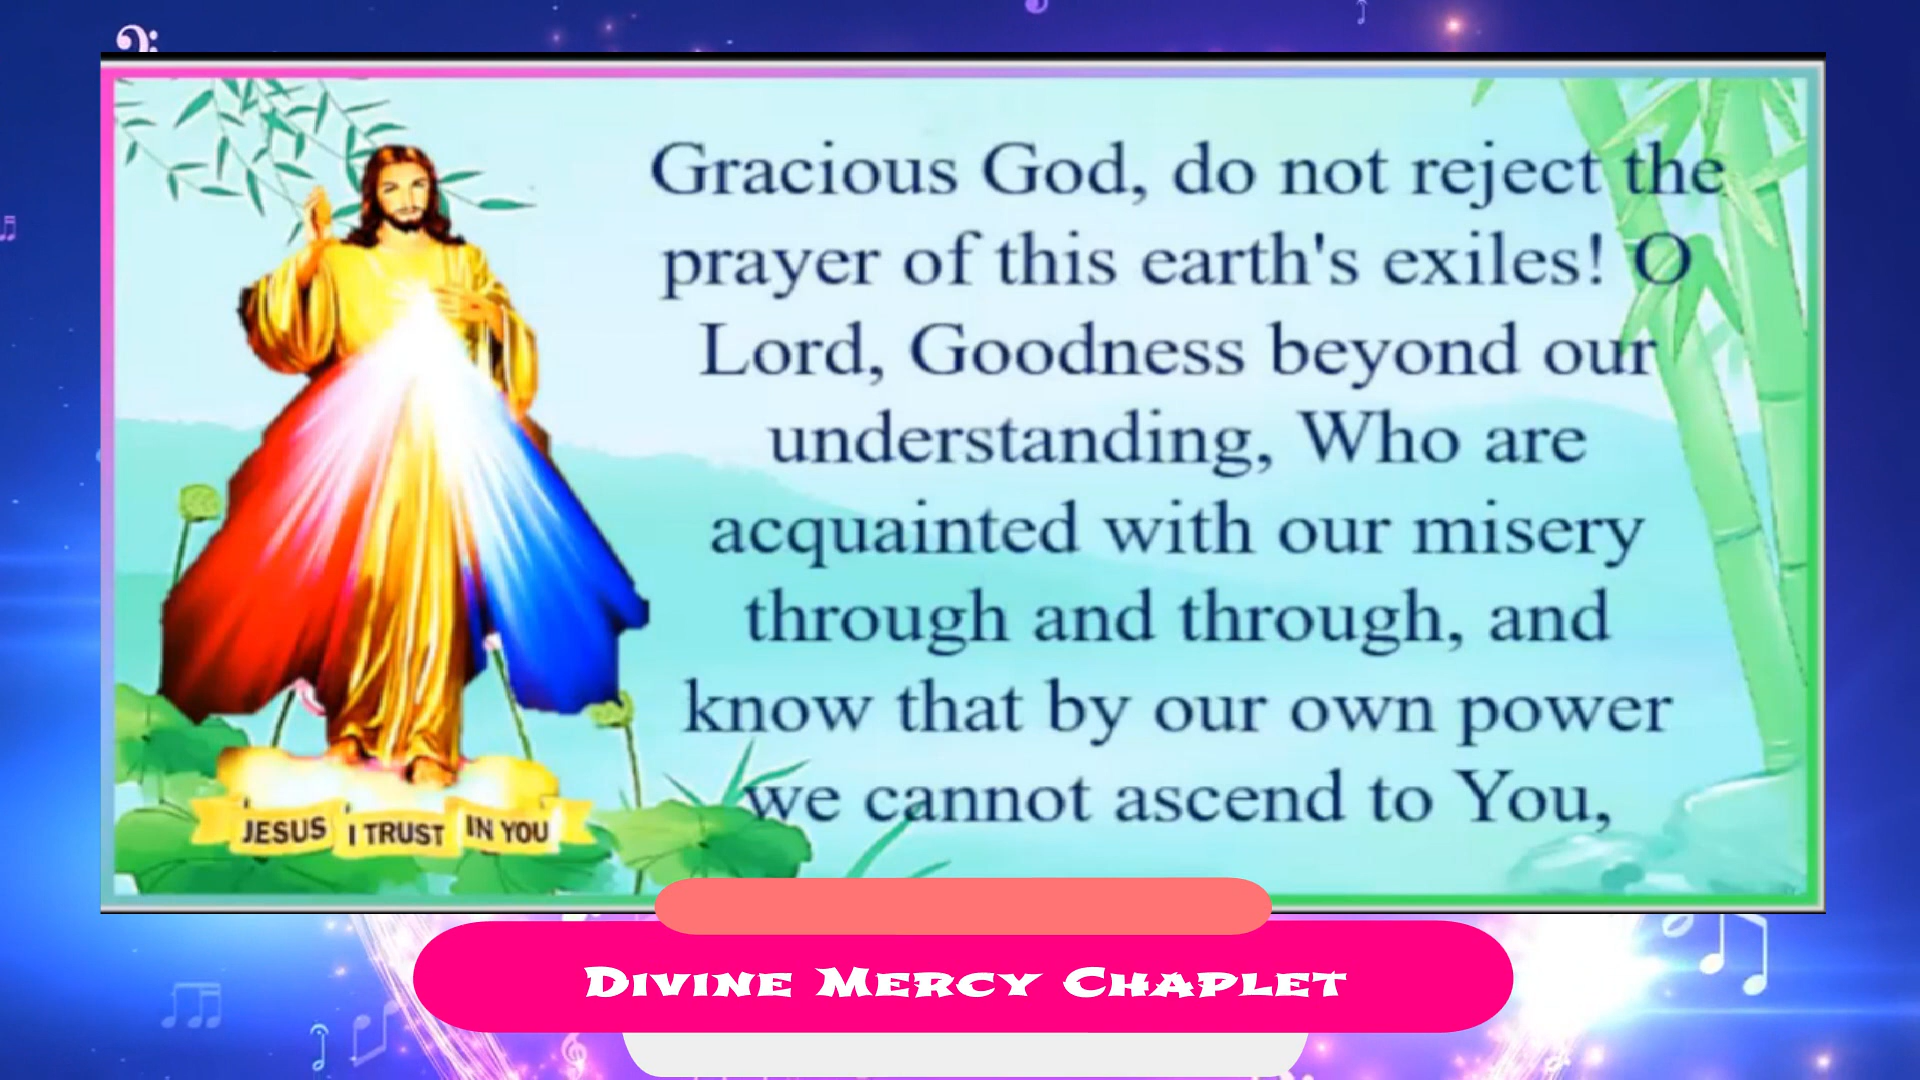 Gracious God, do not reject the
prayer of this earth's exiles! O
Lord, Goodness beyond our
understanding, Who are
acquainted with our misery
through and through, and
know that by our own power
we cannot ascend to You,
JESUS I TRUST IN YOU
Divine Mercy Chaplet